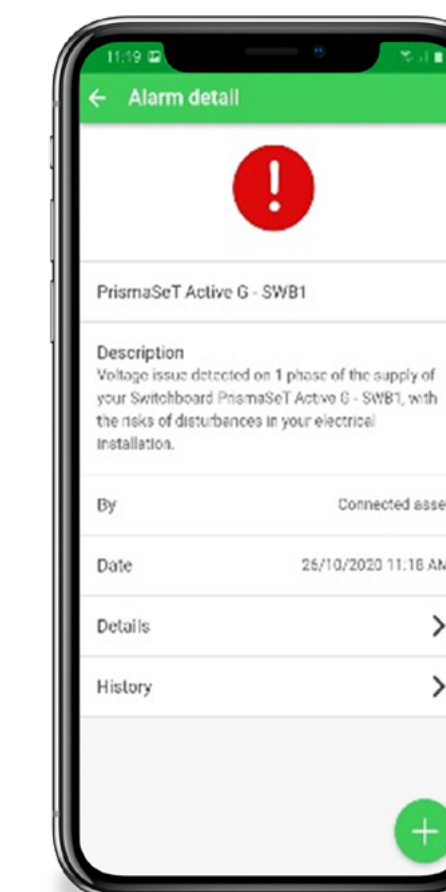 11:19
Alarm detail
PrismaSeT Active G - SWB1
Description
Voltage issue detected on 1 phase of the supply of
your Switchboard PrismaSeT Active G - SWB1, with
the risks of disturbances in your electrical
installation.
By
Connected asse
Date
26/10/2020 11:18 AM
Details
History